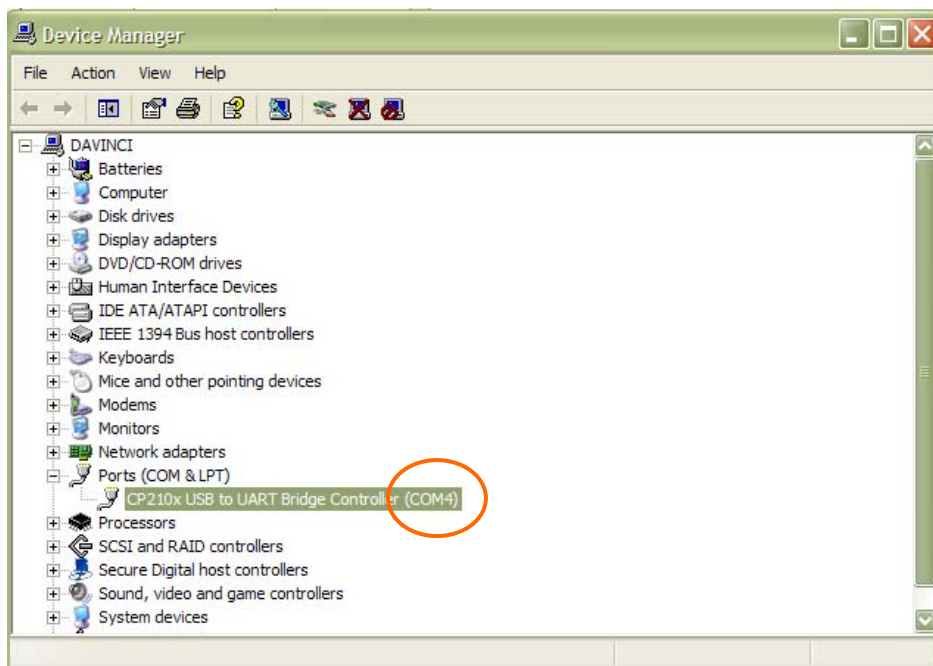 Device Manager
File Action View Help
DAVINCI
Batteries
Computer
Disk drives
Display adapters
DVD/CD-ROM drives
Human Interface Devices
IDE ATA/ATAPI controllers
IEEE 1394 Bus host controllers
Keyboards
Mice and other pointing devices
Modems
Monitors
Network adapters
Ports (COM & LPT)
CP210x USB to UART Bridge Controller (COM4)
Processors
SCSI and RAID controllers
Secure Digital host controllers
Sound, video and game controllers
System devices